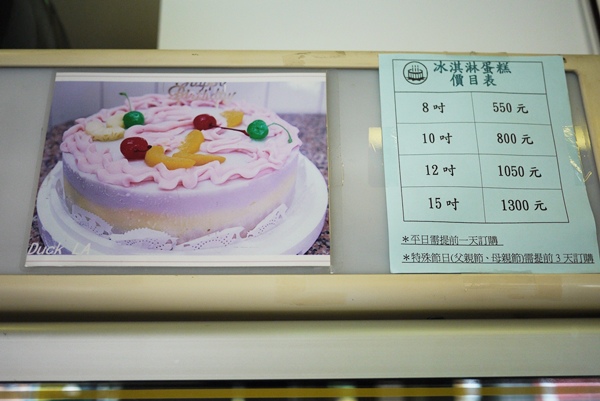 Birthday
Duck LA
冰淇淋蛋糕
價目表
8吋 550元
10吋 800元
12吋 1050元
15吋 1300元
*平日需提前一天訂購
*特殊節日(父親節、母親節)需提前3天訂購